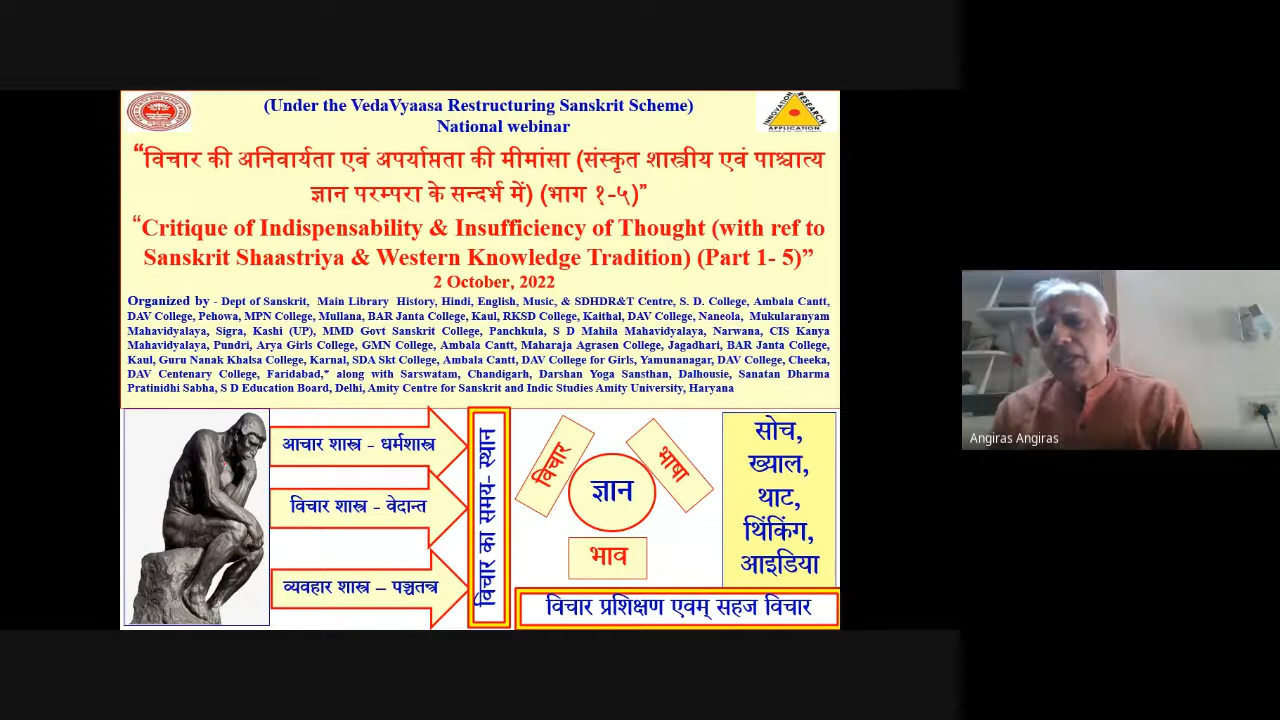 (Under the VedaVyaasa Restructuring Sanskrit Scheme)
National webinar
INNOVATION RESEARCH
APPLICATION
“विचार की अनिवार्यता एवं अपर्याप्तता की मीमांसा (संस्कृत शास्त्रीय एवं पाश्चात्य
ज्ञान परम्परा के सन्दर्भ में) (भाग १-५)”
“Critique of Indispensability & Insufficiency of Thought (with ref to
Sanskrit Shaastriya & Western Knowledge Tradition) (Part 1- 5)”
2 October, 2022
Organized by - Dept of Sanskrit, Main Library History, Hindi, English, Music, & SDHDR&T Centre, S. D. College, Ambala Cantt,
DAV College, Pehowa, MPN College, Mullana, BAR Janta College, Kaul, RKSD College, Kaithal, DAV College, Naneola, Mukularanyam
Mahavidyalaya, Sigra, Kashi (UP), MMD Govt Sanskrit College, Panchkula, S D Mahila Mahavidyalaya, Narwana, CIS Kanya
Mahavidyalaya, Pundri, Arya Girls College, GMN College, Ambala Cantt, Maharaja Agrasen College, Jagadhari, BAR Janta College,
Kaul, Guru Nanak Khalsa College, Karnal, SDA Skt College, Ambala Cantt, DAV College for Girls, Yamunanagar, DAV College, Cheeka,
DAV Centenary College, Faridabad,* along with Sarswatam, Chandigarh, Darshan Yoga Sansthan, Dalhousie, Sanatan Dharma
Pratinidhi Sabha, S D Education Board, Delhi, Amity Centre for Sanskrit and Indic Studies Amity University, Haryana
आचार शास्त्र - धर्मशास्त्र
विचार शास्त्र - वेदान्त
व्यवहार शास्त्र – पञ्चतन्त्र
विचार का समय- स्थान
विचार
भाषा
ज्ञान
भाव
सोच,
ख्याल,
थाट,
थिंकिंग,
आइडिया
विचार प्रशिक्षण एवम् सहज विचार
Angiras Angiras